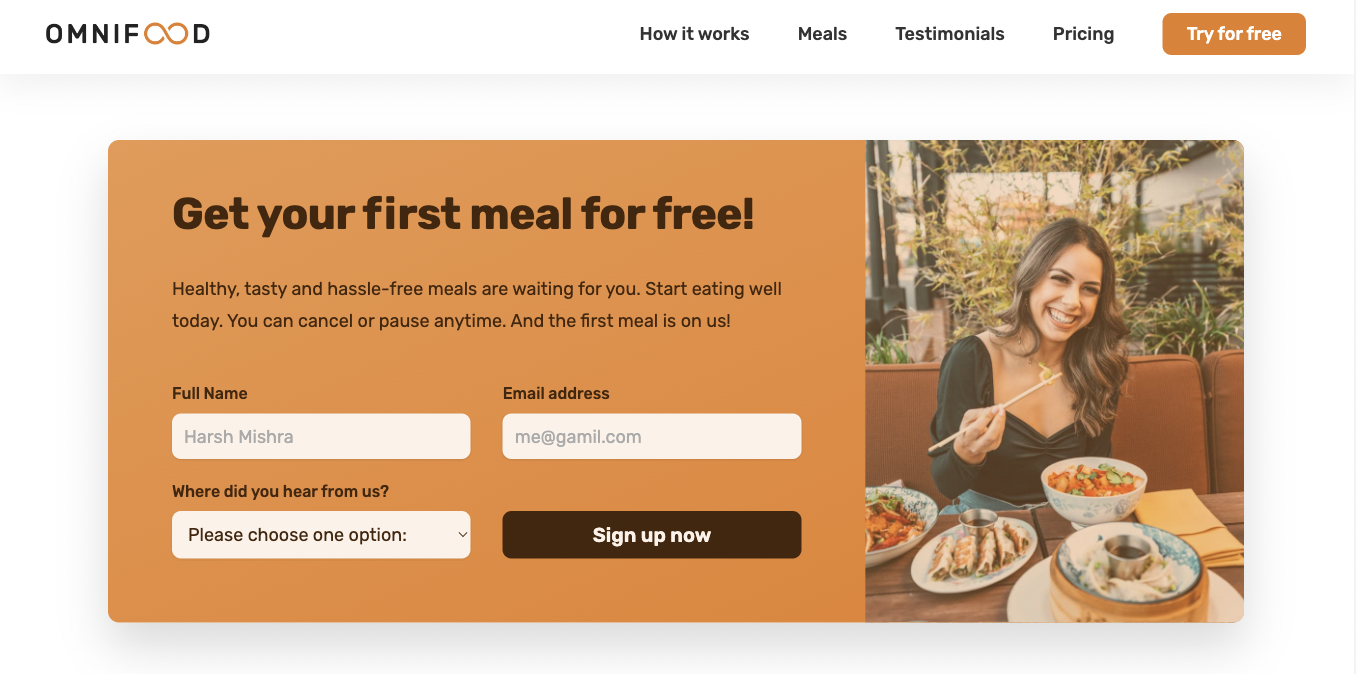 OMNIFOOD
How it works
Meals
Testimonials
Pricing
Try for free
Get your first meal for free!
Healthy, tasty and hassle-free meals are waiting for you. Start eating well
today. You can cancel or pause anytime. And the first meal is on us!
Full Name
Email address
Harsh Mishra
me@gamil.com
Where did you hear from us?
Please choose one option:
Sign up now